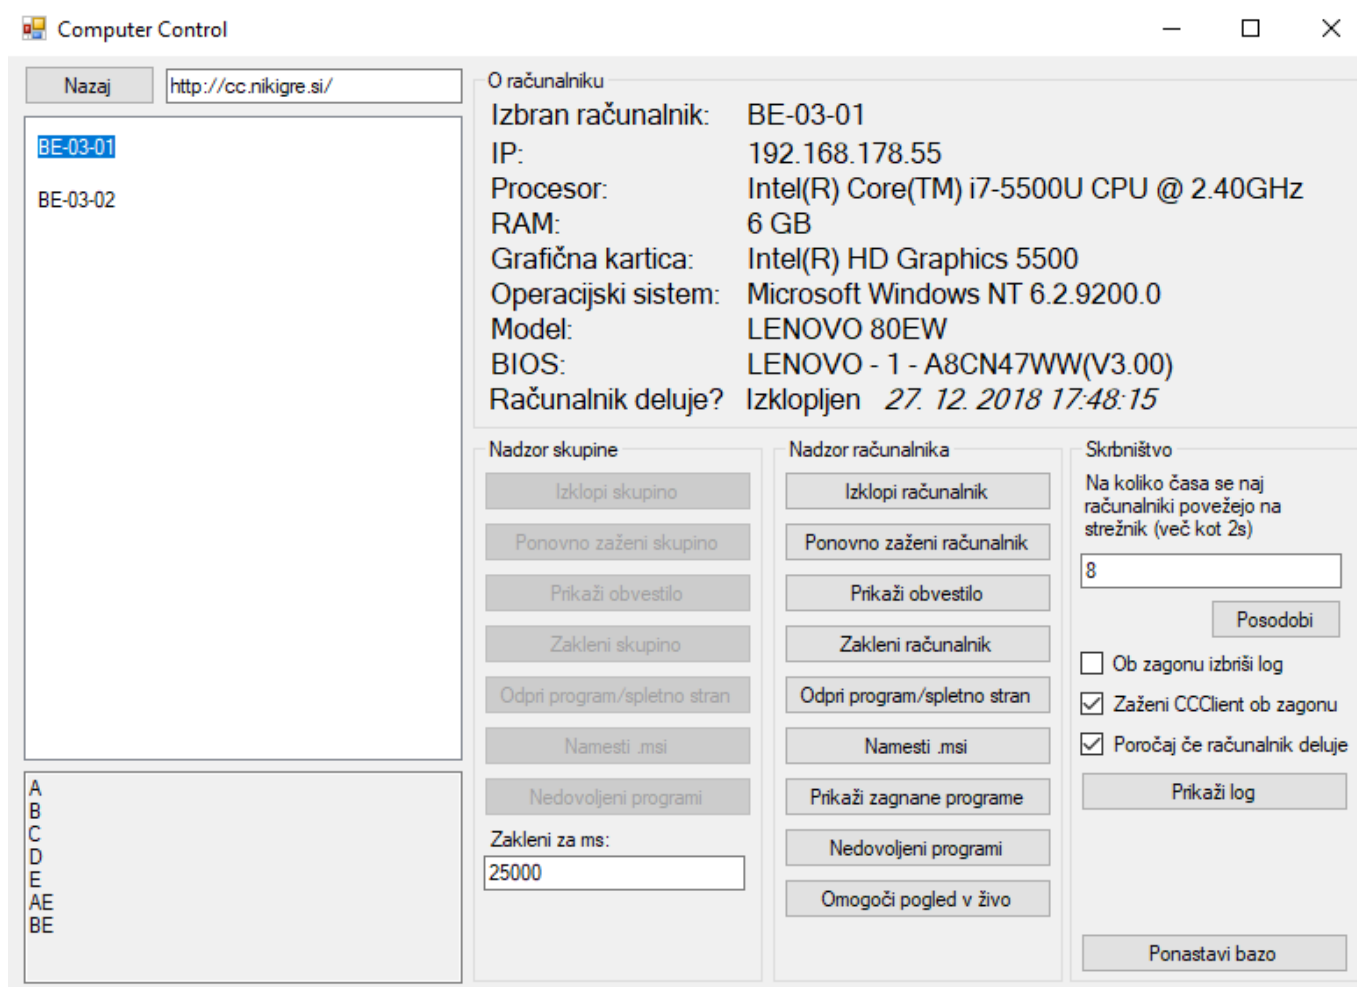 Computer Control
Nazaj
http://cc.nikigre.si/
BE-03-01
BE-03-02
A
B
C
D
E
AE
BE
O računalniku
Izbran računalnik: BE-03-01
IP: 192.168.178.55
Procesor: Intel(R) Core(TM) i7-5500U CPU @ 2.40GHz
RAM: 6 GB
Grafična kartica: Intel(R) HD Graphics 5500
Operacijski sistem: Microsoft Windows NT 6.2.9200.0
Model: LENOVO 80EW
BIOS: LENOVO - 1 - A8CN47WW(V3.00)
Računalnik deluje? Izklopljen 27. 12. 2018 17:48:15
Nadzor skupine
Izklopi skupino
Ponovno zaženi skupino
Prikaži obvestilo
Zakleni skupino
Odpri program/spletno stran
Namesti .msi
Nedovoljeni programi
Zakleni za ms:
25000
Nadzor računalnika
Izklopi računalnik
Ponovno zaženi računalnik
Prikaži obvestilo
Zakleni računalnik
Odpri program/spletno stran
Namesti .msi
Prikaži zagnane programe
Nedovoljeni programi
Omogoči pogled v živo
Skrbništvo
Na koliko časa se naj
računalniki povežejo na
strežnik (več kot 2s)
8
Posodobi
Ob zagonu izbriši log
Zaženi CCClient ob zagonu
Poročaj če računalnik deluje
Prikaži log
Ponastavi bazo